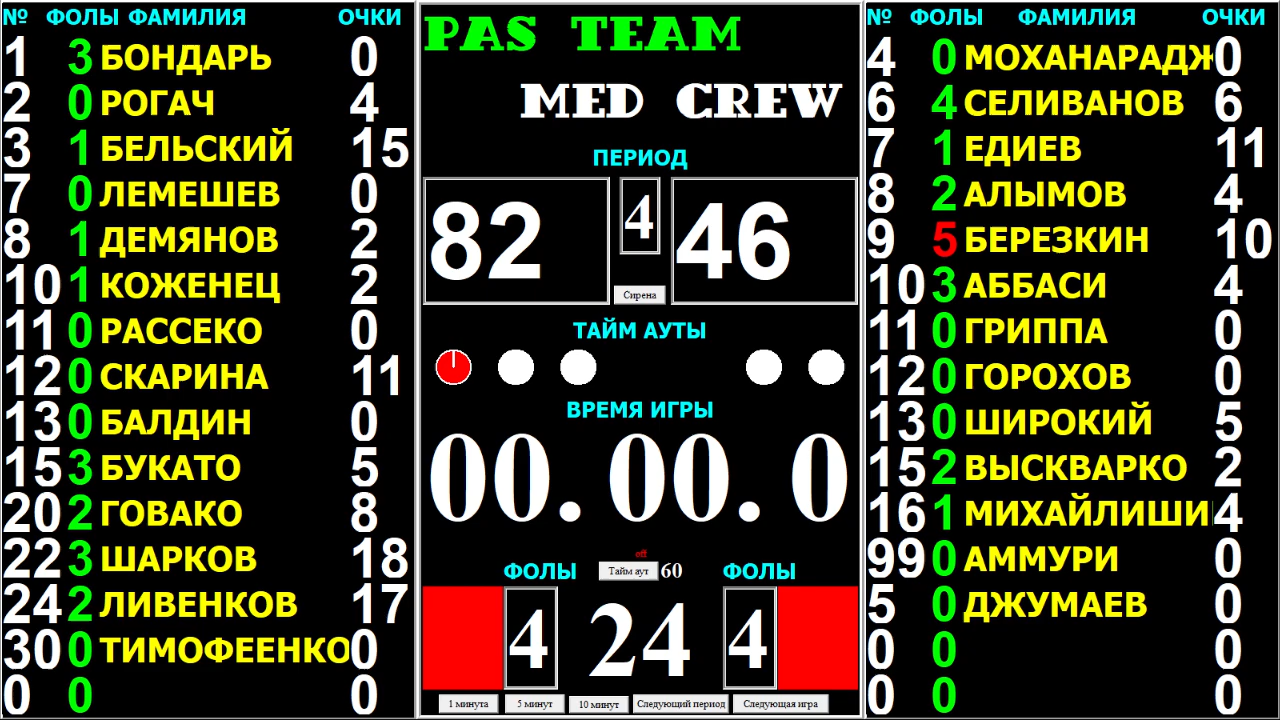 № ФОЛЫ ФАМИЛИЯ ОЧКИ
1 3 БОНДАРЬ 0
2 0 РОГАЧ 4
3 1 БЕЛЬСКИЙ 15
7 0 ЛЕМЕШЕВ 0
8 1 ДЕМЯНОВ 2
10 1 КОЖЕНЕЦ 2
11 0 РАССЕКО 0
12 0 СКАРИНА 11
13 0 БАЛДИН 0
15 3 БУКАТО 5
20 2 ГОВАКО 8
22 3 ШАРКОВ 18
24 2 ЛИВЕНКОВ 17
30 0 ТИМОФЕЕНКО 0
0 0 0
PAS TEAM
MED CREW
ПЕРИОД
82 4 46
Сирена
ТАЙМ АУТЫ
ВРЕМЯ ИГРЫ
00. 00. 0
off
ФОЛЫ Тайм аут 60 ФОЛЫ
4 24 4
1 минута 5 минут 10 минут Следующий период Следующая игра
№ ФОЛЫ ФАМИЛИЯ ОЧКИ
4 0 МОХАНАРАДЖ 0
6 4 СЕЛИВАНОВ 6
7 1 ЕДИЕВ 11
8 2 АЛЫМОВ 4
9 5 БЕРЕЗКИН 10
10 3 АББАСИ 4
11 0 ГРИППА 0
12 0 ГОРОХОВ 0
13 0 ШИРОКИЙ 5
15 2 ВЫСКВАРКО 2
16 1 МИХАЙЛИШИ 4
99 0 АММУРИ 0
5 0 ДЖУМАЕВ 0
0 0 0
0 0 0